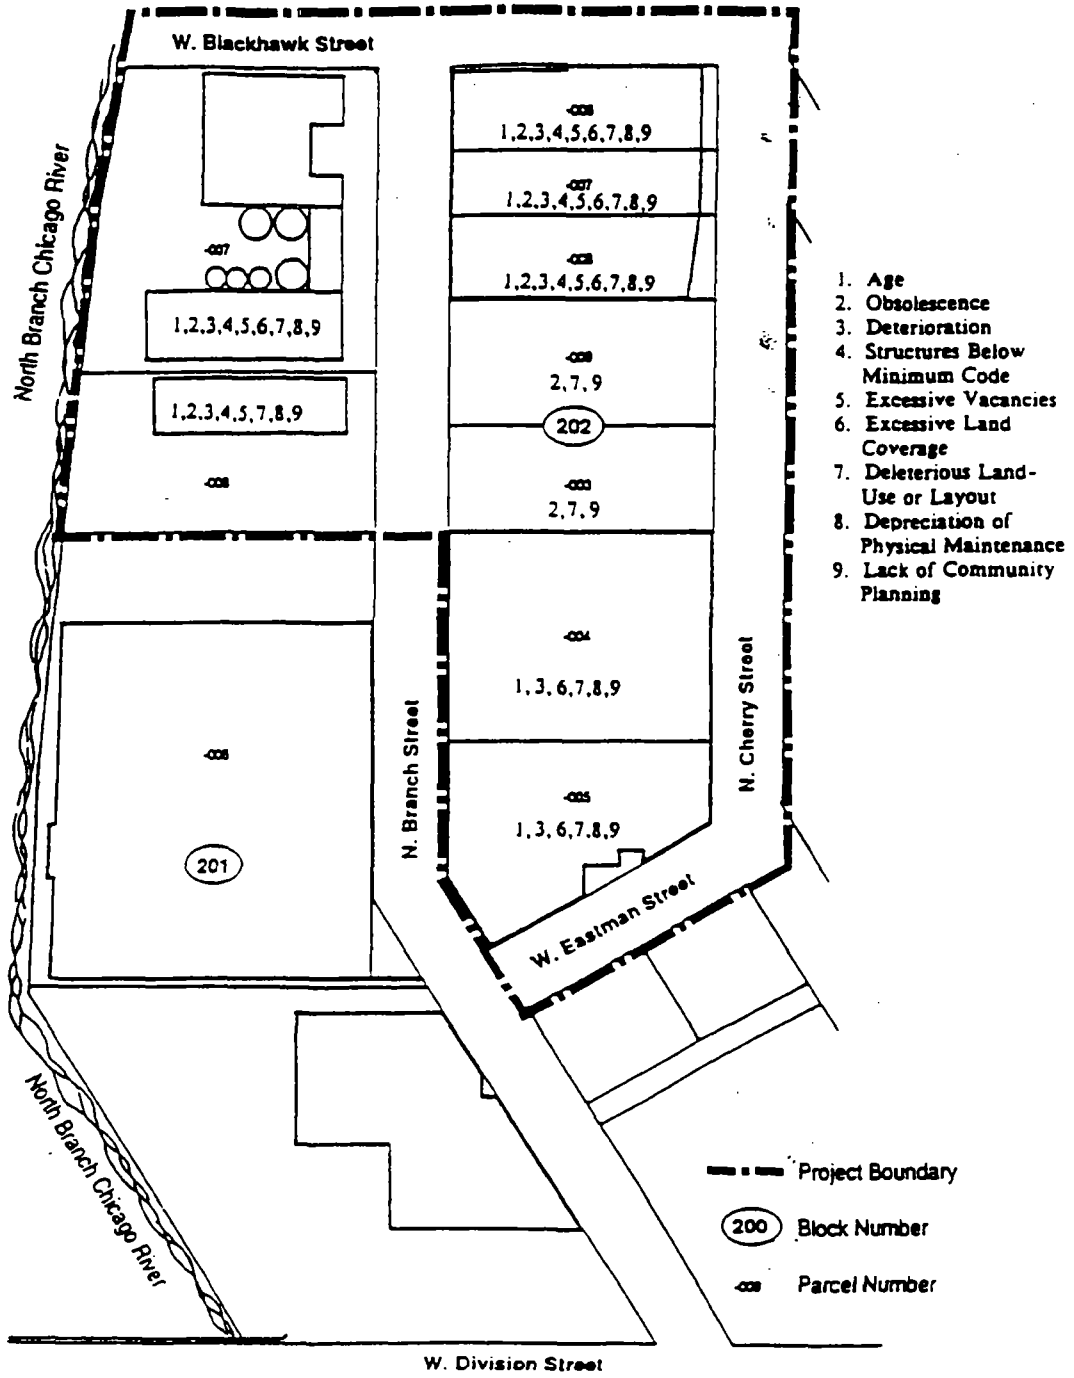 W. Blackhawk Street
North Branch Chicago River
-007
1,2,3,4,5,6,7,8,9
1,2,3,4,5,7,8,9
1,2,3,4,5,6,7,8,9
-007
1,2,3,4,5,6,7,8,9
1,2,3,4,5,6,7,8,9
2,7,9
202
-003
2,7,9
-004
1,3,6,7,8,9
-005
1,3,6,7,8,9
201
N. Branch Street
N. Cherry Street
W. Eastman Street
1. Age
2. Obsolescence
3. Deterioration
4. Structures Below
Minimum Code
5. Excessive Vacancies
6. Excessive Land
Coverage
7. Deleterious Land-
Use or Layout
8. Depreciation of
Physical Maintenance
9. Lack of Community
Planning
North Branch Chicago River
Project Boundary
200 Block Number
Parcel Number
W. Division Street